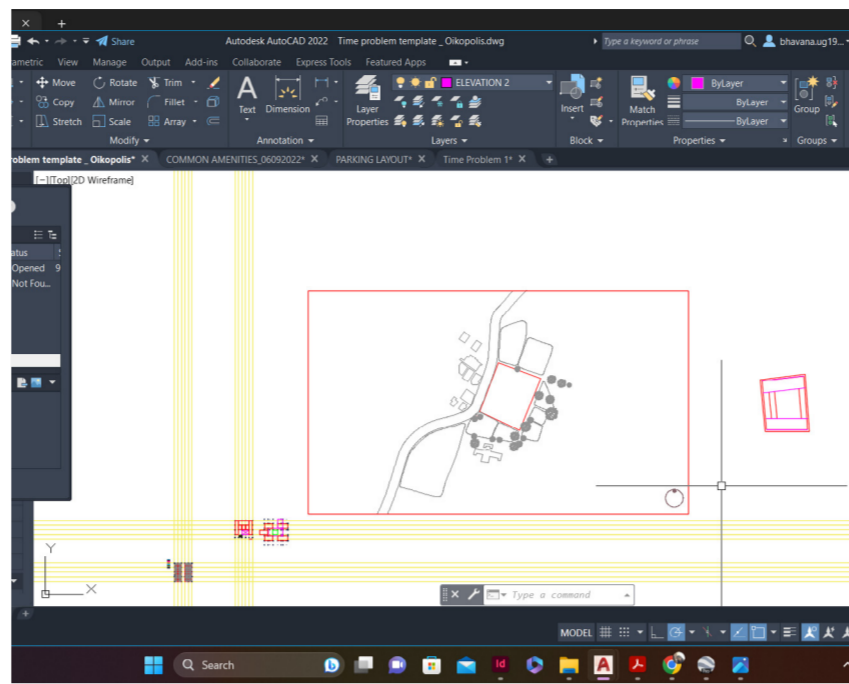 Share Autodesk AutoCAD 2022 Time problem template _ Oikopolis.dwg Type a keyword or phrase bhavana.ug19...
ametric View Manage Output Add-ins Collaborate Express Tools Featured Apps
Move Rotate Trim ELEVATION 2 ByLayer
Copy Mirror Fillet Text Dimension Layer Properties Insert Match Properties ByLayer Group
Stretch Scale Array ByLayer
Modify Annotation Layers Block Properties Groups
oblem template _ Oikopolis* COMMON AMENITIES_06092022* PARKING LAYOUT* Time Problem 1*
[-][Top][2D Wireframe]
atus
Opened 9
Not Fou...
Y
X
Type a command
MODEL
Search
Id
A